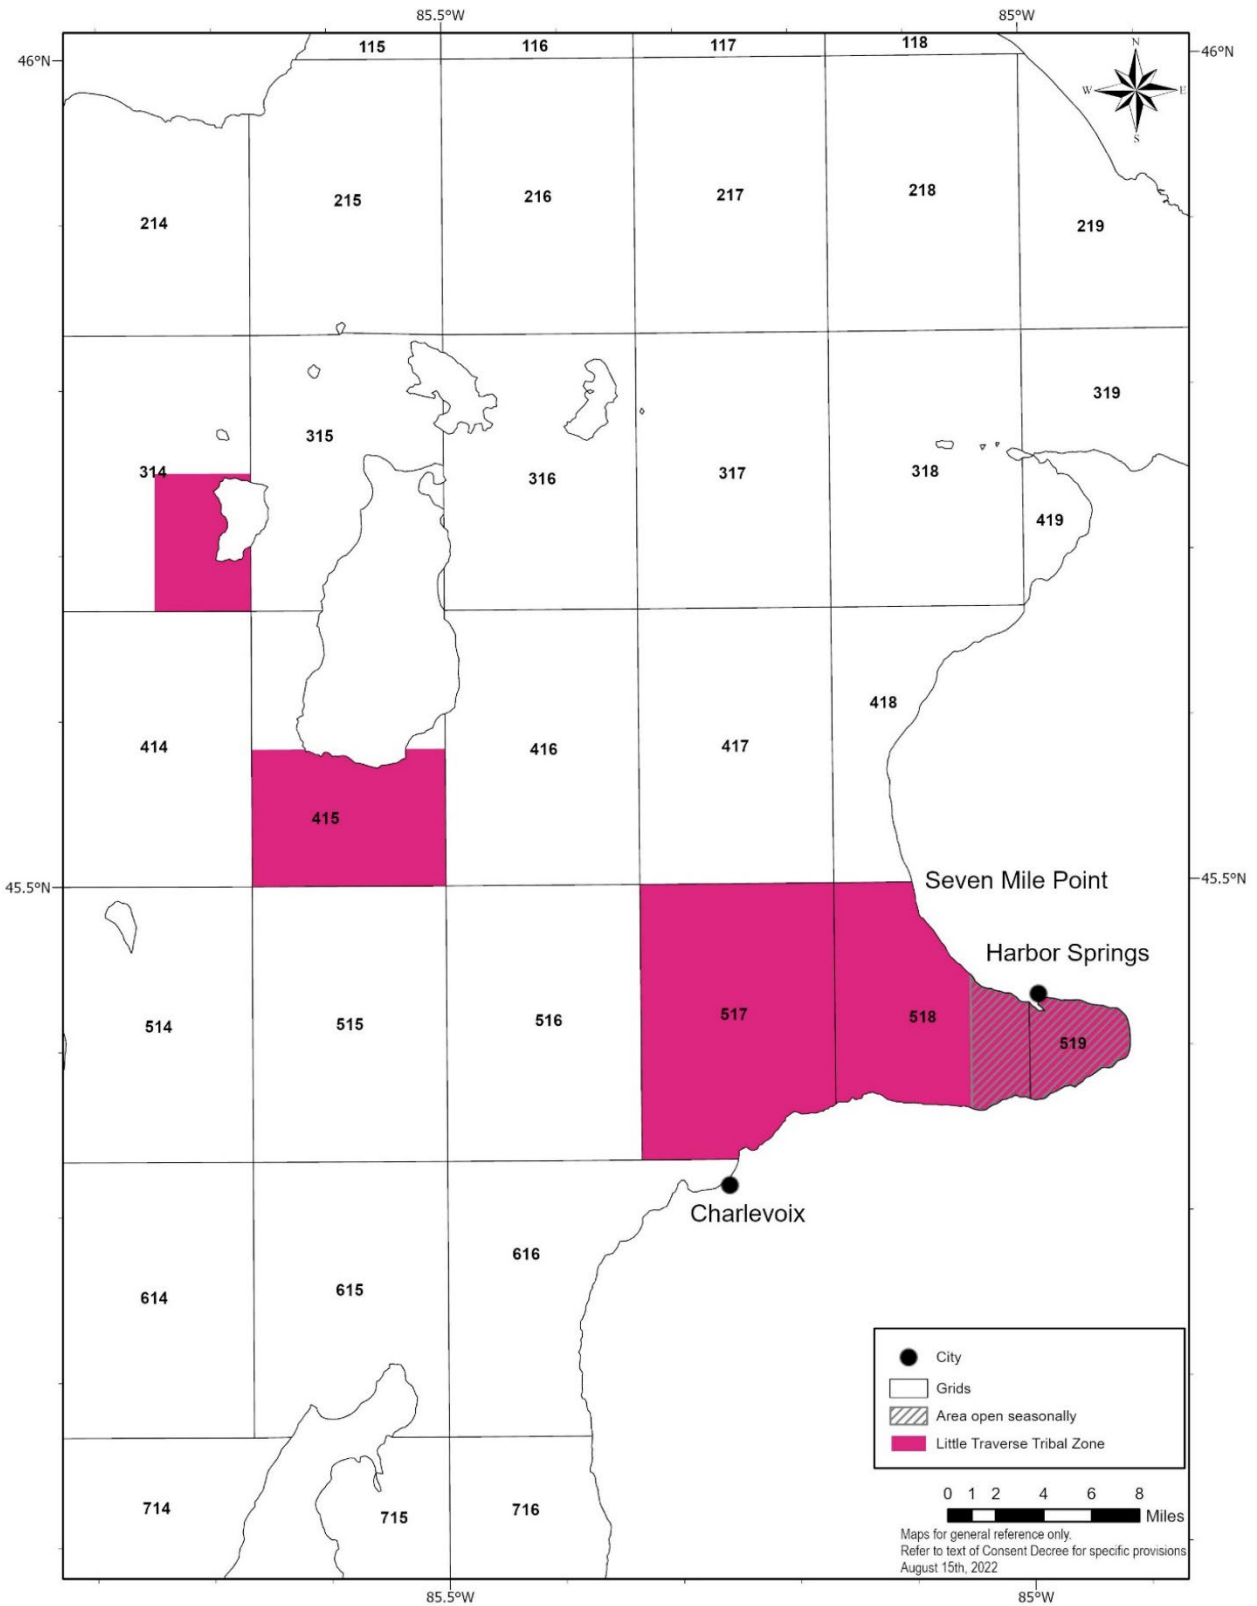 85.5°W 85°W
115 116 117 118
46°N 46°N
N
W E
S
214 215 216 217 218 219
314 315 316 317 318 319
419
414 415 416 417 418
45.5°N 45.5°N
Seven Mile Point
Harbor Springs
514 515 516 517 518 519
Charlevoix
614 615 616
714 715 716
City
Grids
Area open seasonally
Little Traverse Tribal Zone
0 1 2 4 6 8
Miles
Maps for general reference only.
Refer to text of Consent Decree for specific provisions
August 15th, 2022
85.5°W 85°W